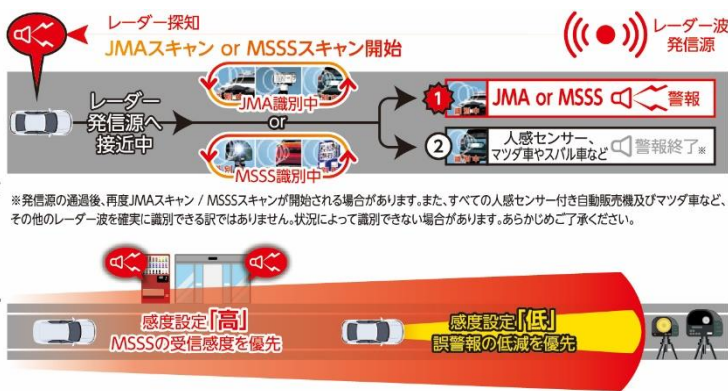 レーダー探知
JMAスキャン or MSSSスキャン開始
レーダー波
発信源
レーダー
発信源へ
接近中
JMA識別中
or
MSSS識別中
1 JMA or MSSS 警報
2 人感センサー、
マツダ車やスバル車など 警報終了※
※発信源の通過後、再度JMAスキャン / MSSSスキャンが開始される場合があります。また、すべての人感センサー付き自動販売機及びマツダ車など、
その他のレーダー波を確実に識別できる訳ではありません。状況によって識別できない場合があります。あらかじめご了承ください。
感度設定「高」
MSSSの受信感度を優先
感度設定「低」
誤警報の低減を優先